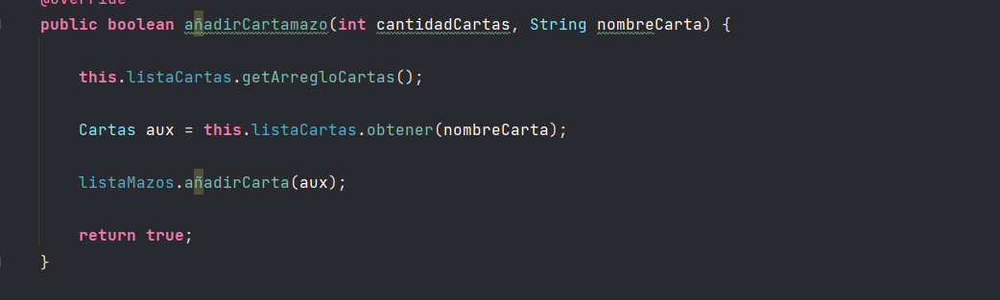 @Override
public boolean añadirCartamazo(int cantidadCartas, String nombreCarta) {
this.listaCartas.getArregloCartas();
Cartas aux = this.listaCartas.obtener(nombreCarta);
listaMazos.añadirCarta(aux);
return true;
}